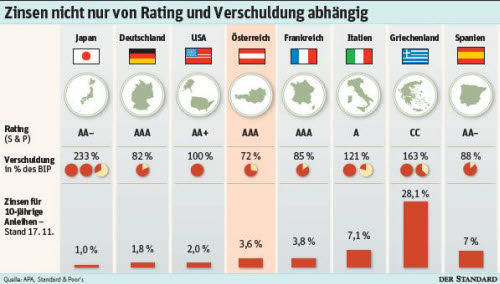 Zinsen nicht nur von Rating und Verschuldung abhängig
Japan Deutschland USA Österreich Frankreich Italien Griechenland Spanien
Rating
(S & P) AA– AAA AA+ AAA AAA A CC AA–
Verschuldung
in % des BIP 233 % 82 % 100 % 72 % 85 % 121 % 163 % 88 %
Zinsen für
10-jährige
Anleihen –
Stand 17. 11. 1,0 % 1,8 % 2,0 % 3,6 % 3,8 % 7,1 % 28,1 % 7 %
Quelle: APA, Standard & Poor's DER STANDARD